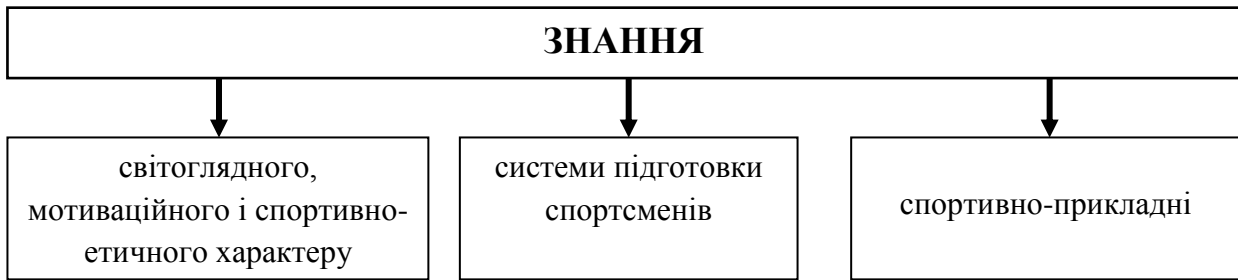 ЗНАННЯ
світоглядного,
мотиваційного і спортивно-
етичного характеру
системи підготовки
спортсменів
спортивно-прикладні